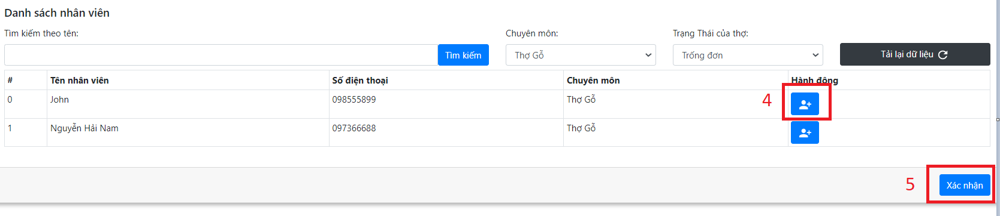 Danh sách nhân viên
Tìm kiếm theo tên: Chuyên môn: Trạng Thái của thợ:
Tìm kiếm Thợ Gỗ Trống đơn Tải lại dữ liệu
# Tên nhân viên Số điện thoại Chuyên môn Hành động
0 John 098555899 Thợ Gỗ 4
1 Nguyễn Hải Nam 097366688 Thợ Gỗ
5 Xác nhận